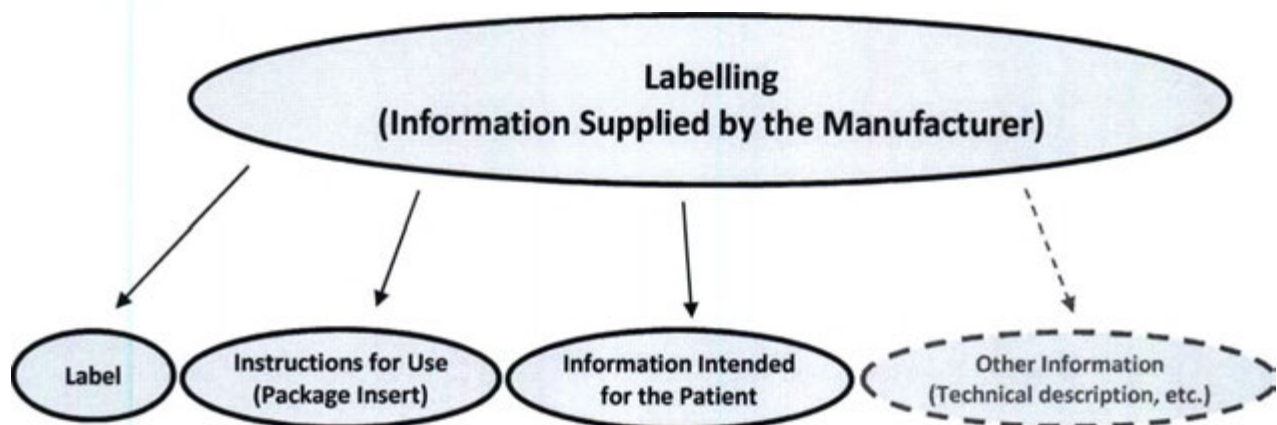 Labelling
(Information Supplied by the Manufacturer)
Label
Instructions for Use
(Package Insert)
Information Intended
for the Patient
Other Information
(Technical description, etc.)